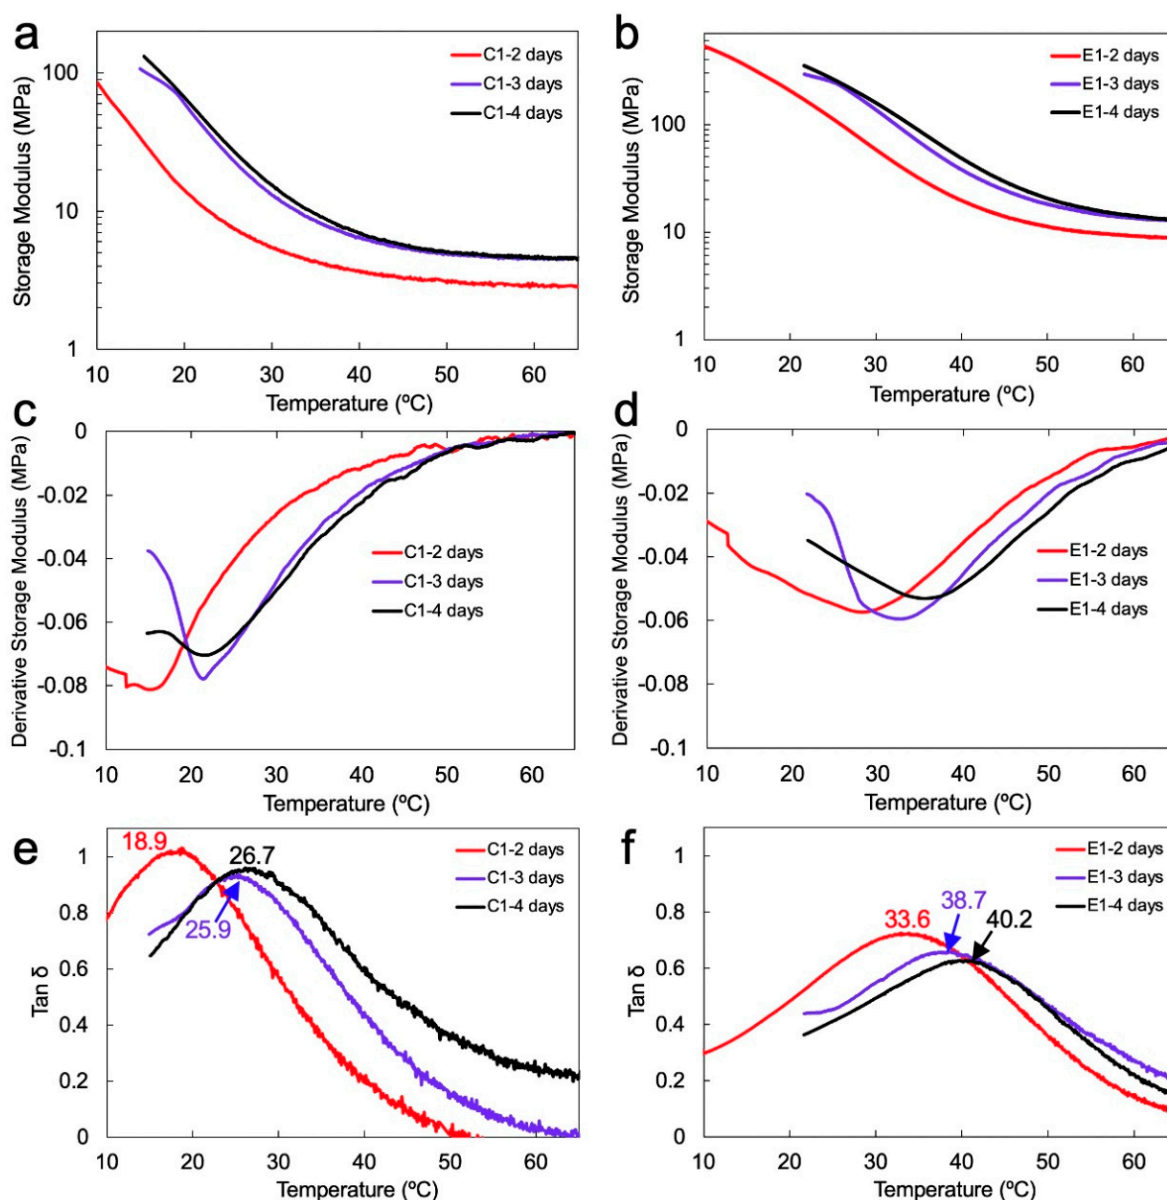 a
Storage Modulus (MPa)
100
10
1
10 20 30 40 50 60
Temperature (ºC)
C1-2 days
C1-3 days
C1-4 days
b
Storage Modulus (MPa)
100
10
1
10 20 30 40 50 60
Temperature (ºC)
E1-2 days
E1-3 days
E1-4 days
c
Derivative Storage Modulus (MPa)
0
-0.02
-0.04
-0.06
-0.08
-0.1
10 20 30 40 50 60
Temperature (ºC)
C1-2 days
C1-3 days
C1-4 days
d
Derivative Storage Modulus (MPa)
0
-0.02
-0.04
-0.06
-0.08
-0.1
10 20 30 40 50 60
Temperature (ºC)
E1-2 days
E1-3 days
E1-4 days
e
Tan δ
1
0.8
0.6
0.4
0.2
0
10 20 30 40 50 60
Temperature (ºC)
18.9
26.7
25.9
C1-2 days
C1-3 days
C1-4 days
f
Tan δ
1
0.8
0.6
0.4
0.2
0
10 20 30 40 50 60
Temperature (ºC)
33.6
38.7
40.2
E1-2 days
E1-3 days
E1-4 days